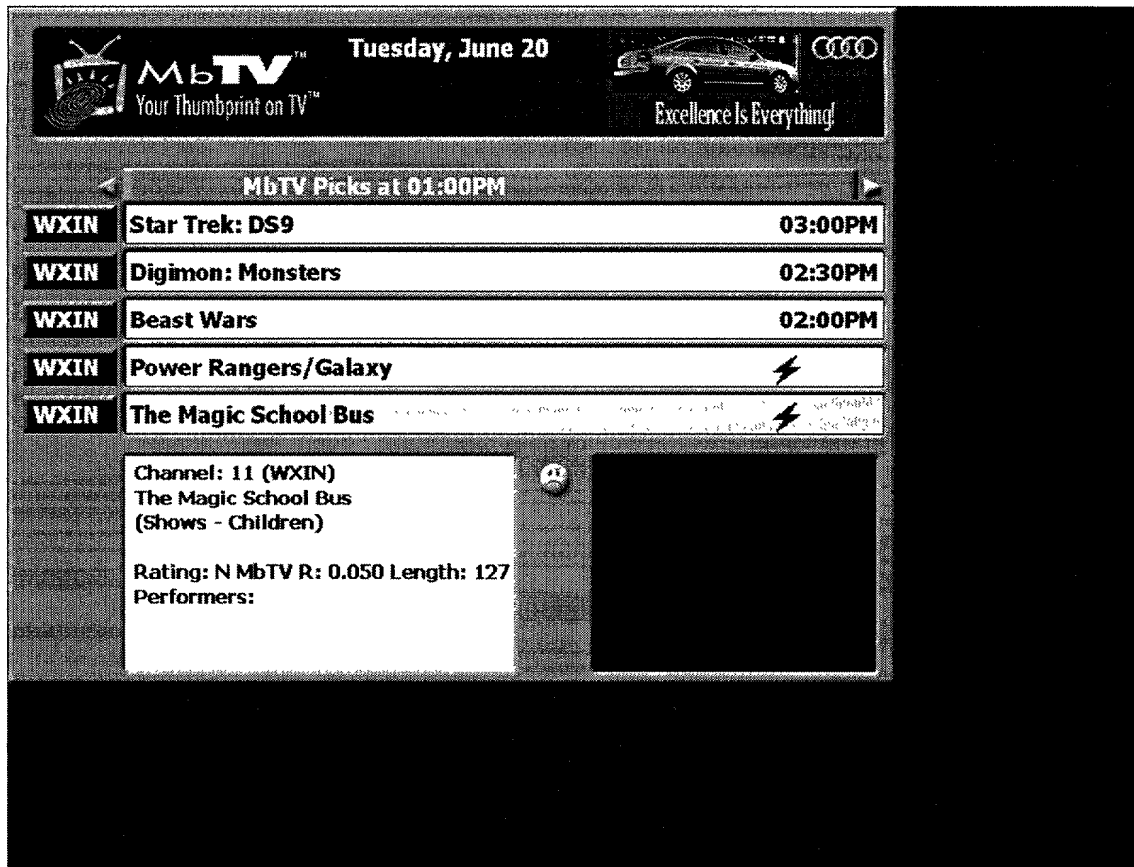 MbTV™
Your Thumbprint on TV™
Tuesday, June 20
Excellence Is Everything!
MbTV Picks at 01:00PM
WXIN Star Trek: DS9 03:00PM
WXIN Digimon: Monsters 02:30PM
WXIN Beast Wars 02:00PM
WXIN Power Rangers/Galaxy
WXIN The Magic School Bus
Channel: 11 (WXIN)
The Magic School Bus
(Shows - Children)
Rating: N MbTV R: 0.050 Length: 127
Performers: